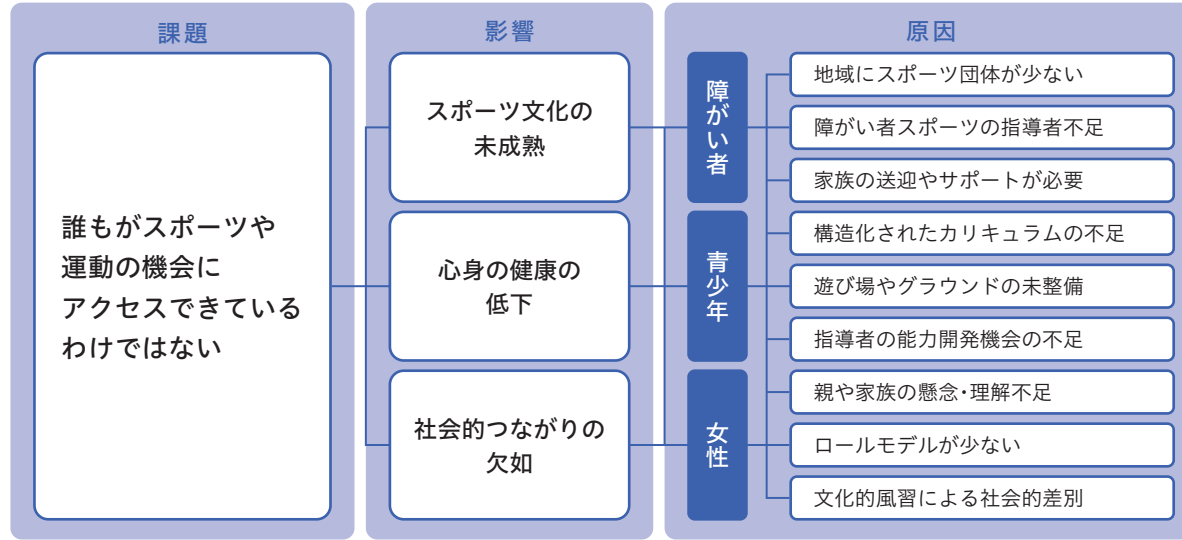 課題
誰もがスポーツや
運動の機会に
アクセスできている
わけではない
影響
スポーツ文化の
未成熟
心身の健康の
低下
社会的つながりの
欠如
原因
障がい者
青少年
女性
地域にスポーツ団体が少ない
障がい者スポーツの指導者不足
家族の送迎やサポートが必要
構造化されたカリキュラムの不足
遊び場やグラウンドの未整備
指導者の能力開発機会の不足
親や家族の懸念・理解不足
ロールモデルが少ない
文化的風習による社会的差別